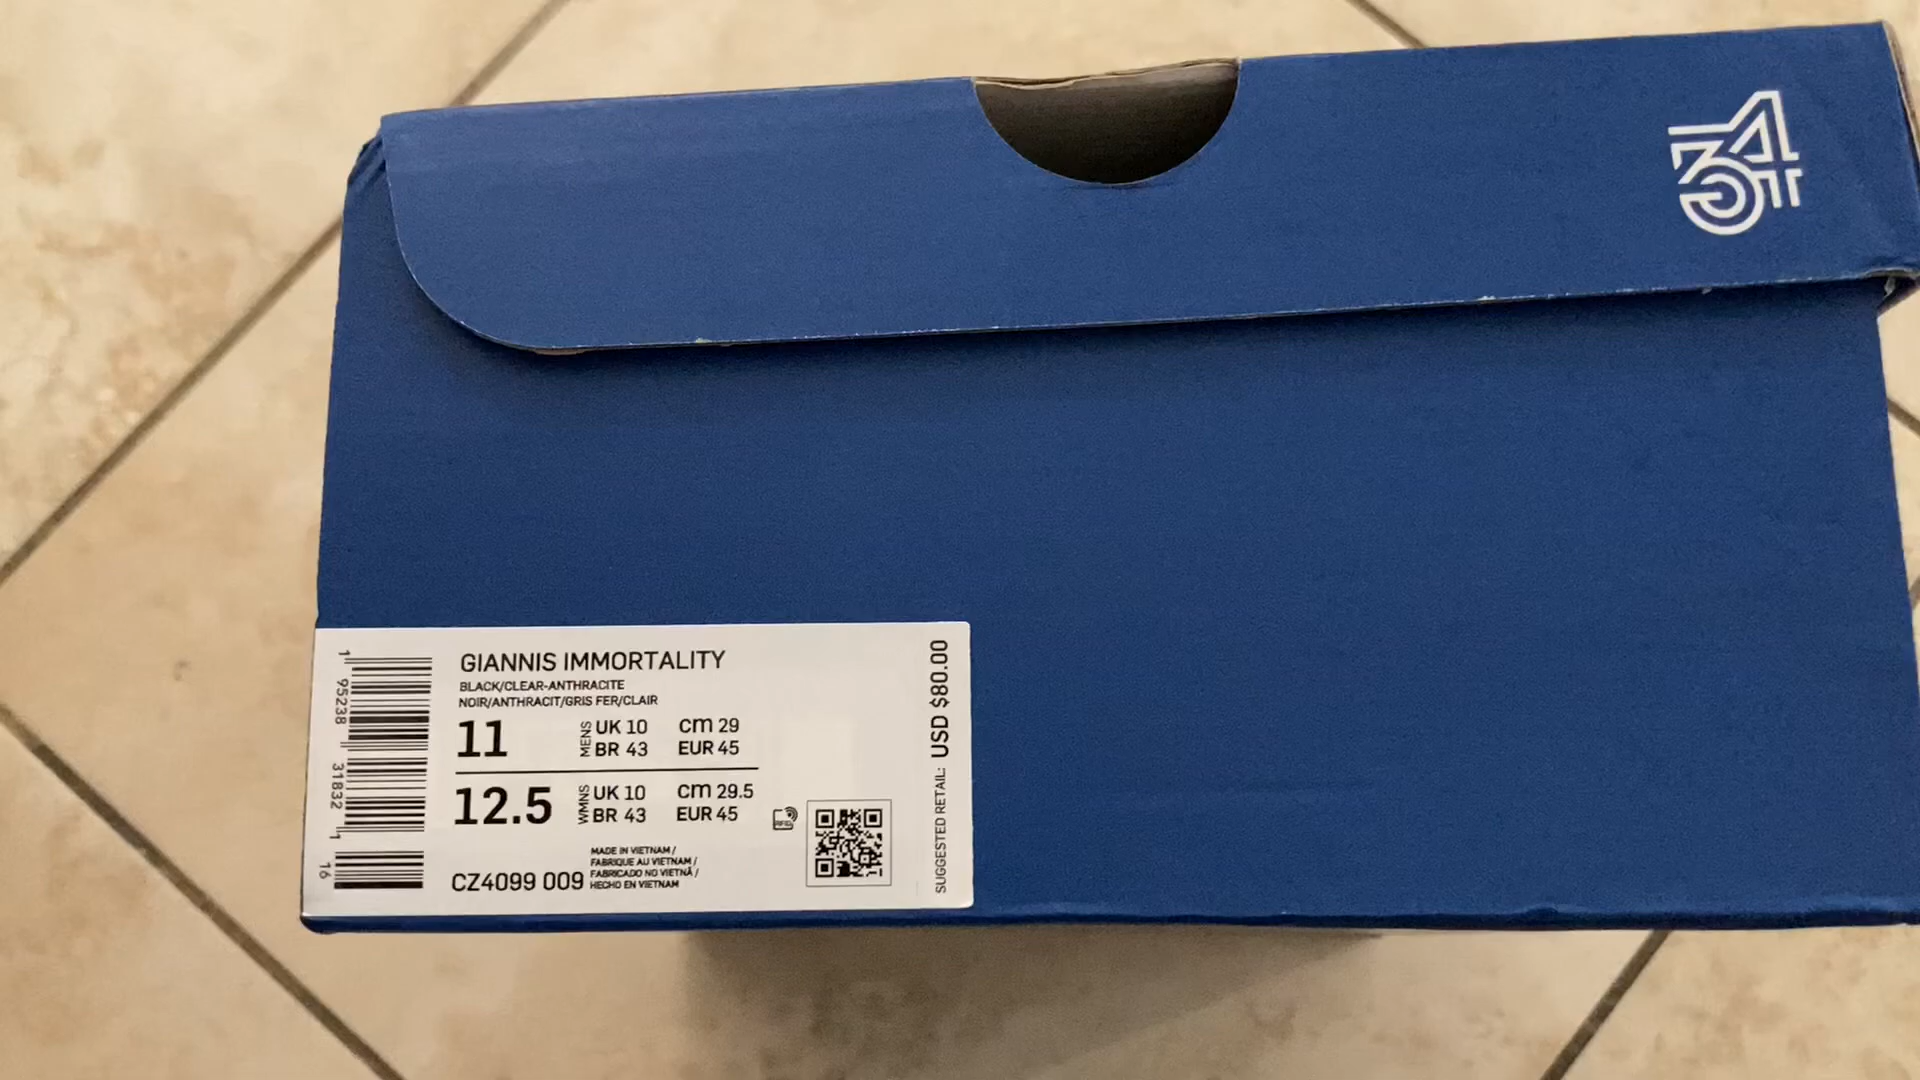 34
GIANNIS IMMORTALITY
BLACK/CLEAR-ANTHRACITE
NOIR/ANTHRACIT/GRIS FER/CLAIR
11 MENS UK 10 cm 29
BR 43 EUR 45
12.5 WMNS UK 10 cm 29.5
BR 43 EUR 45
CZ4099 009
MADE IN VIETNAM /
FABRIQUE AU VIETNAM /
FABRICADO NO VIETNÃ /
HECHO EN VIETNAM
1 95238 31832 1
16
RFID
SUGGESTED RETAIL: USD $80.00